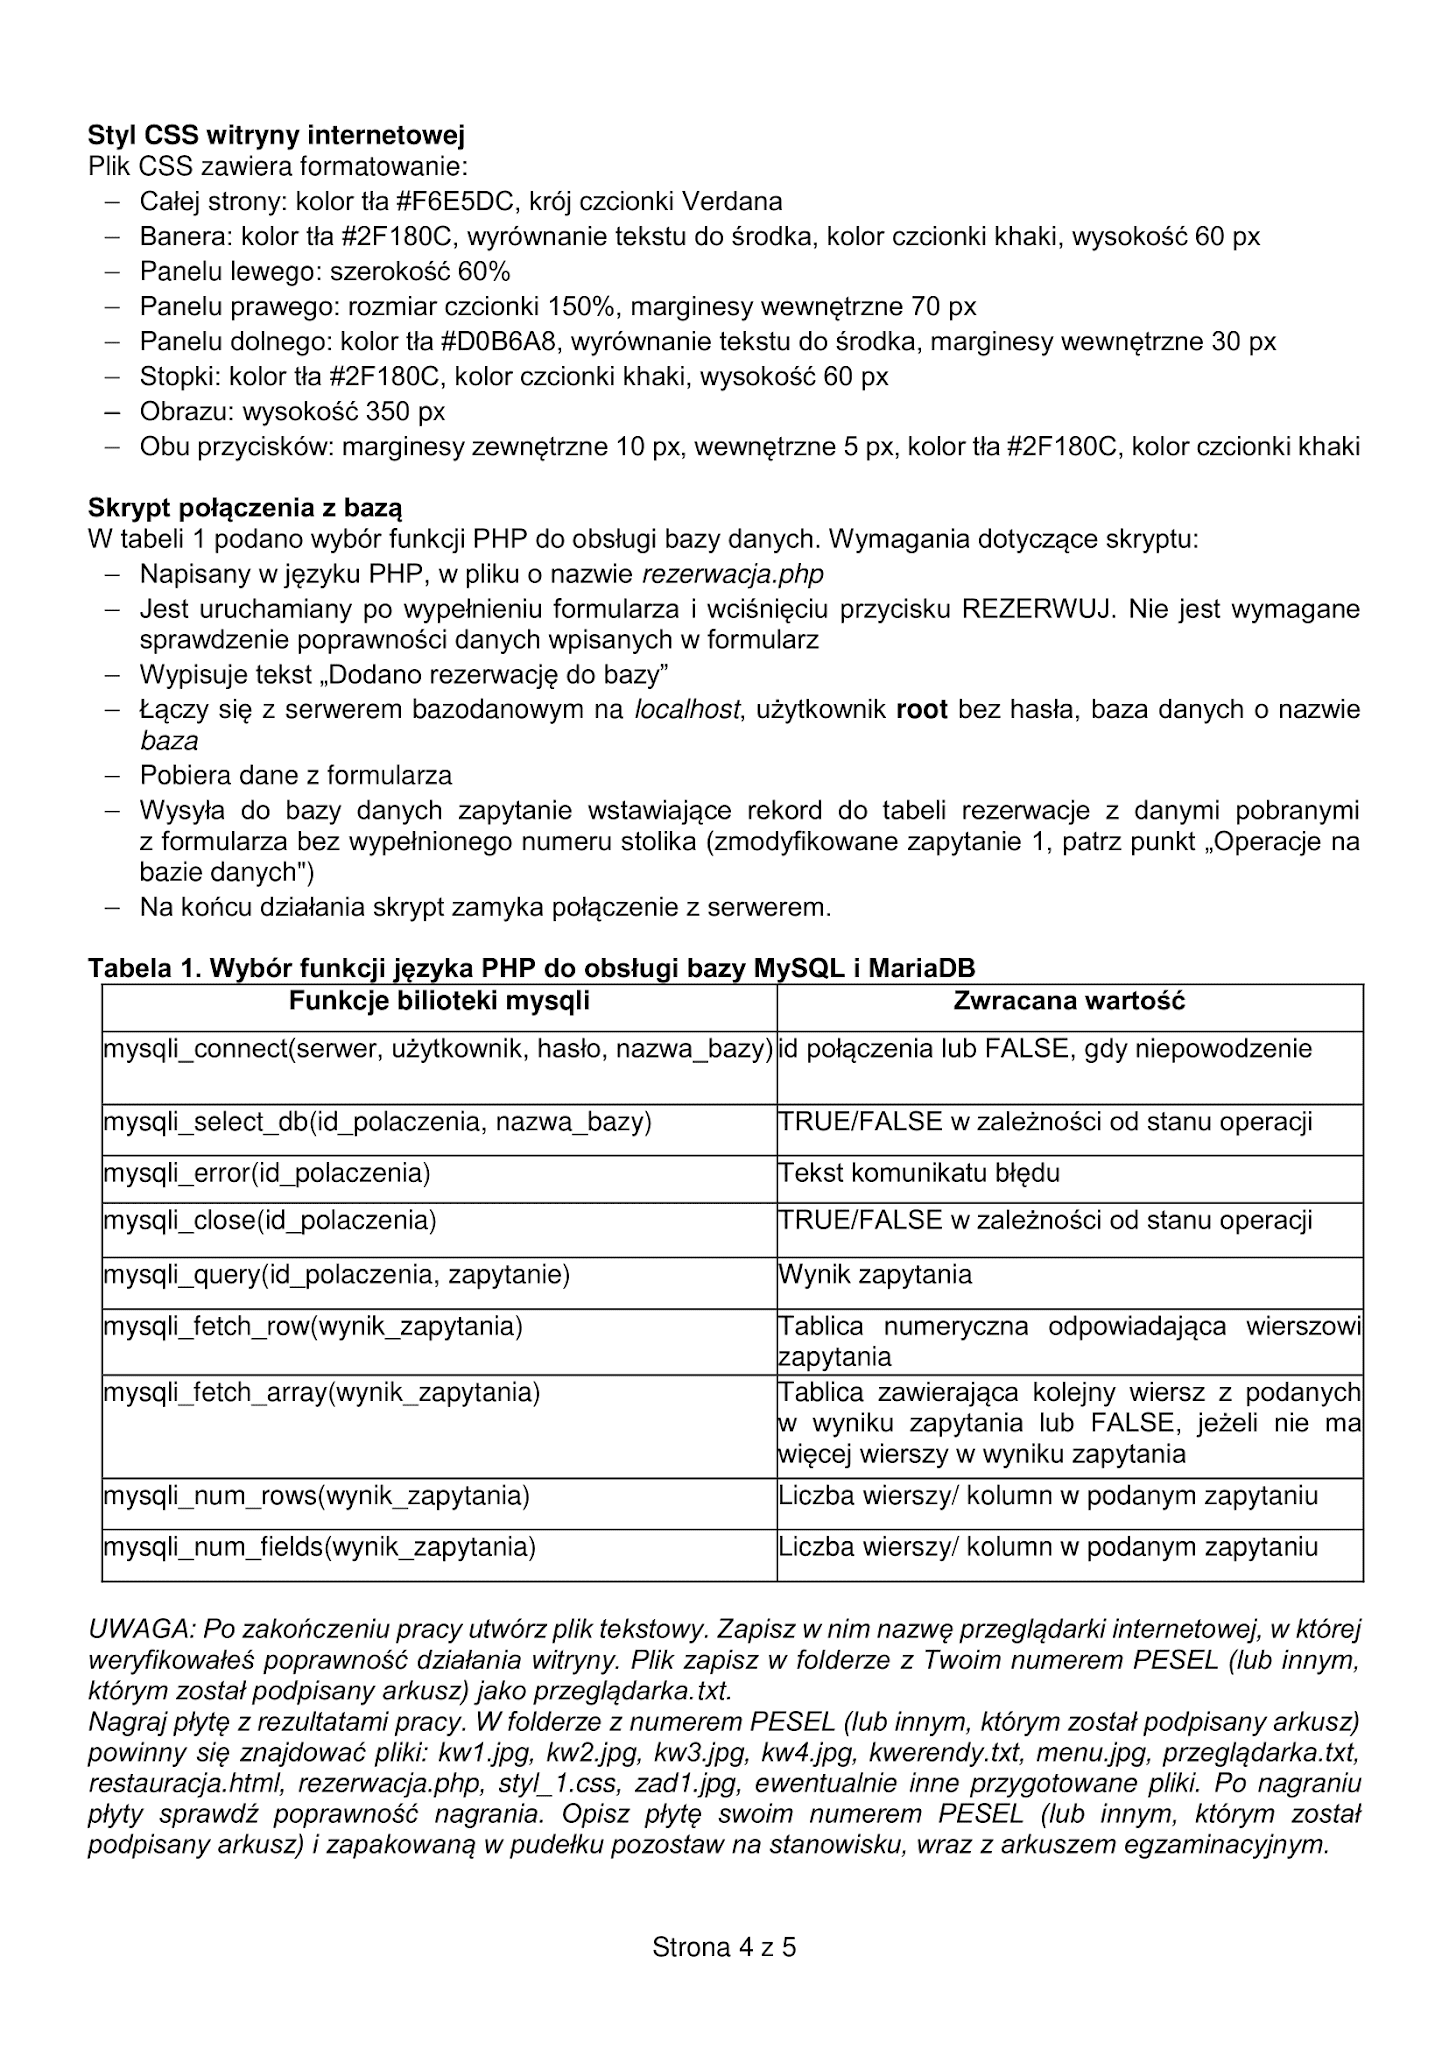 Styl CSS witryny internetowej
Plik CSS zawiera formatowanie:
– Całej strony: kolor tła #F6E5DC, krój czcionki Verdana
– Banera: kolor tła #2F180C, wyrównanie tekstu do środka, kolor czcionki khaki, wysokość 60 px
– Panelu lewego: szerokość 60%
– Panelu prawego: rozmiar czcionki 150%, marginesy wewnętrzne 70 px
– Panelu dolnego: kolor tła #D0B6A8, wyrównanie tekstu do środka, marginesy wewnętrzne 30 px
– Stopki: kolor tła #2F180C, kolor czcionki khaki, wysokość 60 px
– Obrazu: wysokość 350 px
– Obu przycisków: marginesy zewnętrzne 10 px, wewnętrzne 5 px, kolor tła #2F180C, kolor czcionki khaki
Skrypt połączenia z bazą
W tabeli 1 podano wybór funkcji PHP do obsługi bazy danych. Wymagania dotyczące skryptu:
– Napisany w języku PHP, w pliku o nazwie rezerwacja.php
– Jest uruchamiany po wypełnieniu formularza i wciśnięciu przycisku REZERWUJ. Nie jest wymagane
sprawdzenie poprawności danych wpisanych w formularz
– Wypisuje tekst „Dodano rezerwację do bazy”
– Łączy się z serwerem bazodanowym na localhost, użytkownik root bez hasła, baza danych o nazwie
baza
– Pobiera dane z formularza
– Wysyła do bazy danych zapytanie wstawiające rekord do tabeli rezerwacje z danymi pobranymi
z formularza bez wypełnionego numeru stolika (zmodyfikowane zapytanie 1, patrz punkt „Operacje na
bazie danych")
– Na końcu działania skrypt zamyka połączenie z serwerem.
Tabela 1. Wybór funkcji języka PHP do obsługi bazy MySQL i MariaDB
Funkcje bilioteki mysqli Zwracana wartość
mysqli_connect(serwer, użytkownik, hasło, nazwa_bazy) id połączenia lub FALSE, gdy niepowodzenie
mysqli_select_db(id_polaczenia, nazwa_bazy) TRUE/FALSE w zależności od stanu operacji
mysqli_error(id_polaczenia) Tekst komunikatu błędu
mysqli_close(id_polaczenia) TRUE/FALSE w zależności od stanu operacji
mysqli_query(id_polaczenia, zapytanie) Wynik zapytania
mysqli_fetch_row(wynik_zapytania) Tablica numeryczna odpowiadająca wierszowi
zapytania
mysqli_fetch_array(wynik_zapytania) Tablica zawierająca kolejny wiersz z podanych
w wyniku zapytania lub FALSE, jeżeli nie ma
więcej wierszy w wyniku zapytania
mysqli_num_rows(wynik_zapytania) Liczba wierszy/ kolumn w podanym zapytaniu
mysqli_num_fields(wynik_zapytania) Liczba wierszy/ kolumn w podanym zapytaniu
UWAGA: Po zakończeniu pracy utwórz plik tekstowy. Zapisz w nim nazwę przeglądarki internetowej, w której
weryfikowałeś poprawność działania witryny. Plik zapisz w folderze z Twoim numerem PESEL (lub innym,
którym został podpisany arkusz) jako przeglądarka.txt.
Nagraj płytę z rezultatami pracy. W folderze z numerem PESEL (lub innym, którym został podpisany arkusz)
powinny się znajdować pliki: kw1.jpg, kw2.jpg, kw3.jpg, kw4.jpg, kwerendy.txt, menu.jpg, przeglądarka.txt,
restauracja.html, rezerwacja.php, styl_1.css, zad1.jpg, ewentualnie inne przygotowane pliki. Po nagraniu
płyty sprawdź poprawność nagrania. Opisz płytę swoim numerem PESEL (lub innym, którym został
podpisany arkusz) i zapakowaną w pudełku pozostaw na stanowisku, wraz z arkuszem egzaminacyjnym.
Strona 4 z 5